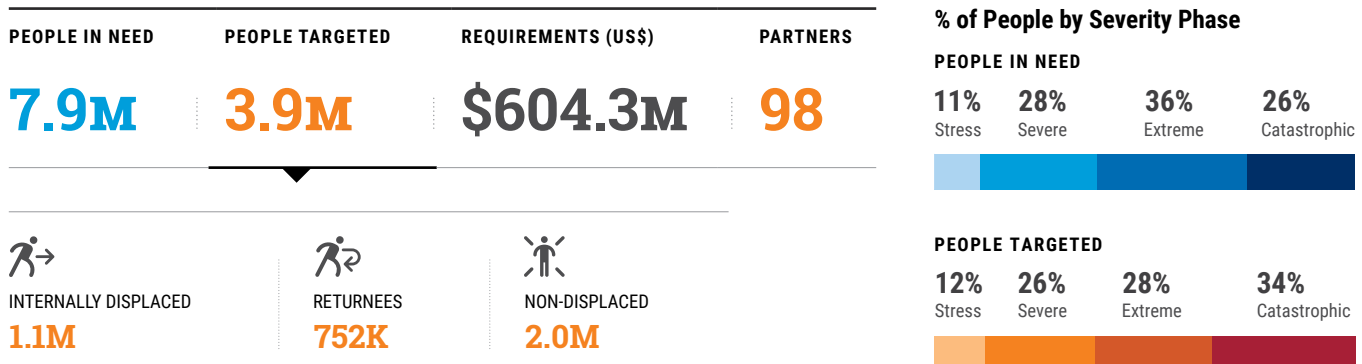 PEOPLE IN NEED
7.9M
PEOPLE TARGETED
3.9M
REQUIREMENTS (US$)
$604.3M
PARTNERS
98
INTERNALLY DISPLACED
1.1M
RETURNEES
752K
NON-DISPLACED
2.0M
% of People by Severity Phase
PEOPLE IN NEED
11% 28% 36% 26%
Stress Severe Extreme Catastrophic
PEOPLE TARGETED
12% 26% 28% 34%
Stress Severe Extreme Catastrophic